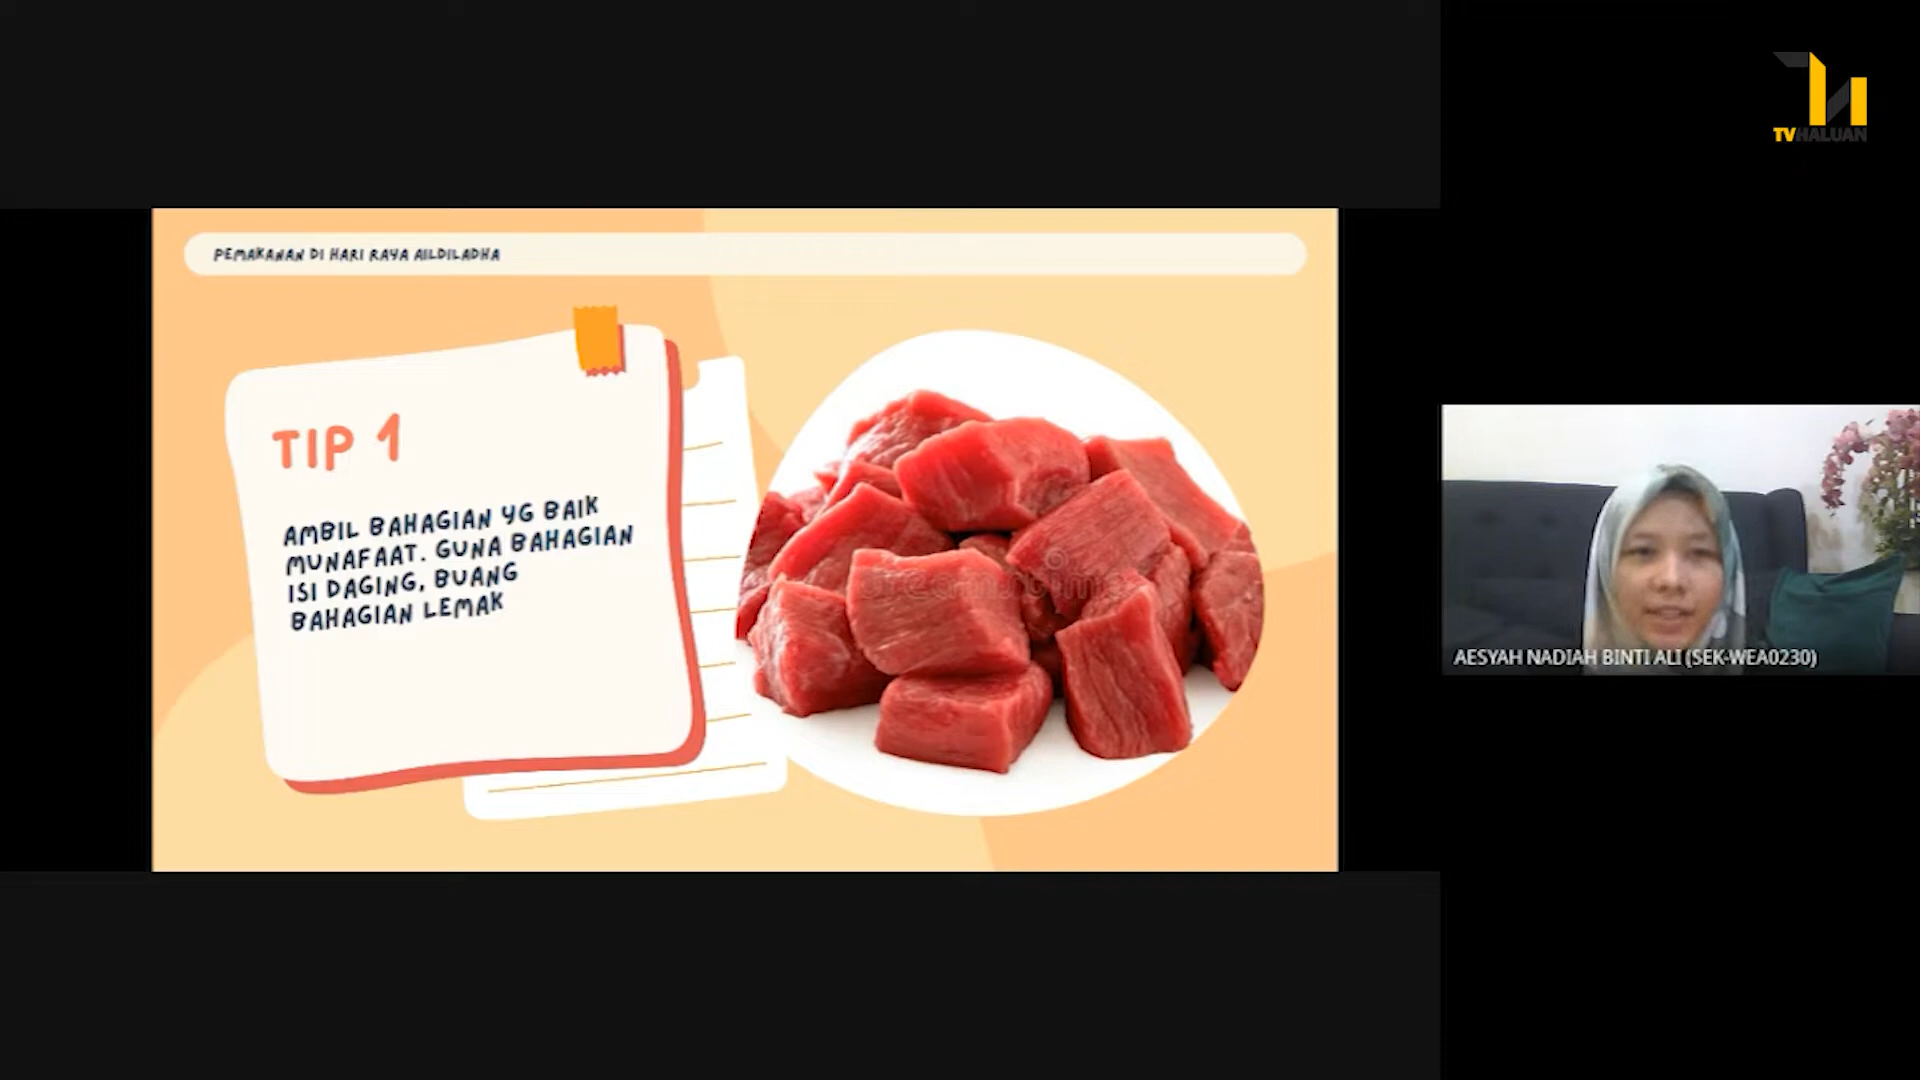 TVHALUAN
PEMAKANAN DI HARI RAYA AILDILADHA
TIP 1
AMBIL BAHAGIAN YG BAIK
MUNAFAAT. GUNA BAHAGIAN
ISI DAGING, BUANG
BAHAGIAN LEMAK
dreamstime
AESYAH NADIAH BINTI ALI (SEK-WEA0230)